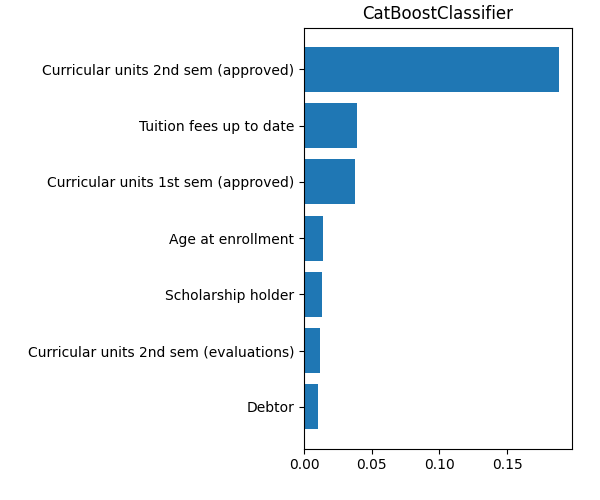 CatBoostClassifier
Curricular units 2nd sem (approved)
Tuition fees up to date
Curricular units 1st sem (approved)
Age at enrollment
Scholarship holder
Curricular units 2nd sem (evaluations)
Debtor
0.00 0.05 0.10 0.15